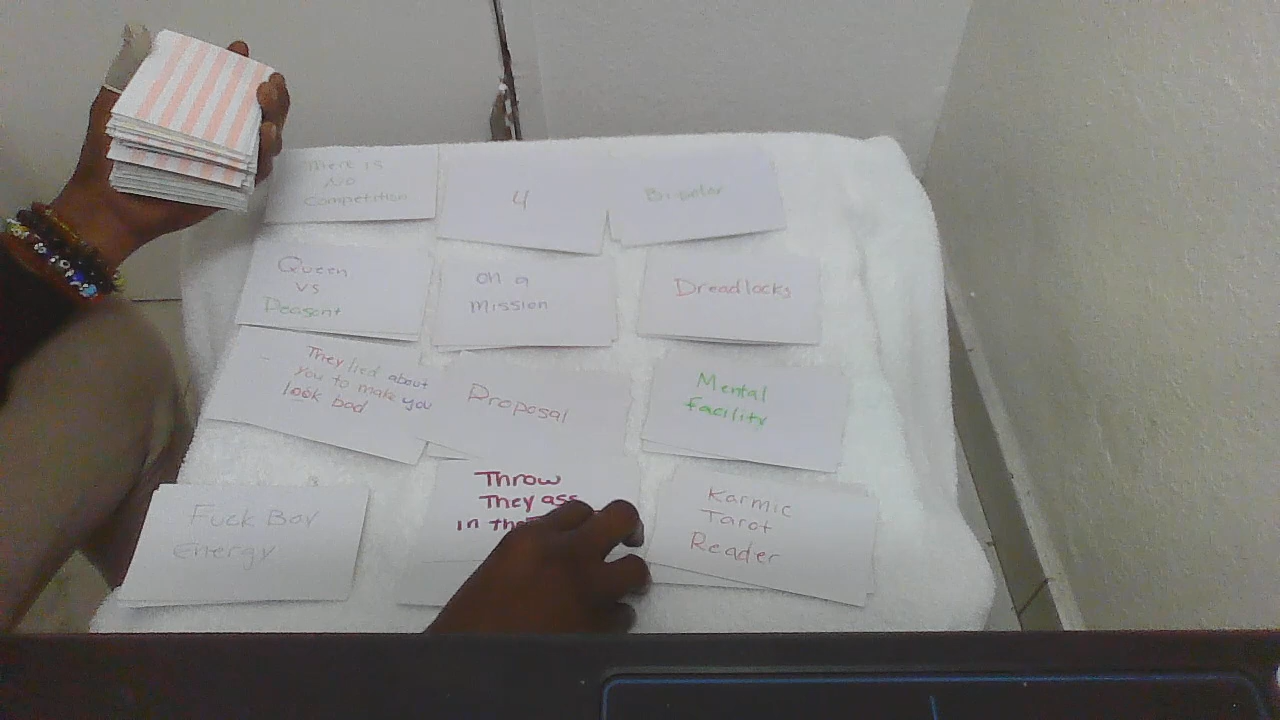 There is
No
Competition
4
Bipolar
Queen
vs
Peasant
on a
mission
Dreadlocks
They lied about
you to make you
look bad
Proposal
Mental
facility
Fuck Boy
Energy
Throw
They ass
in the
Karmic
Tarot
Reader